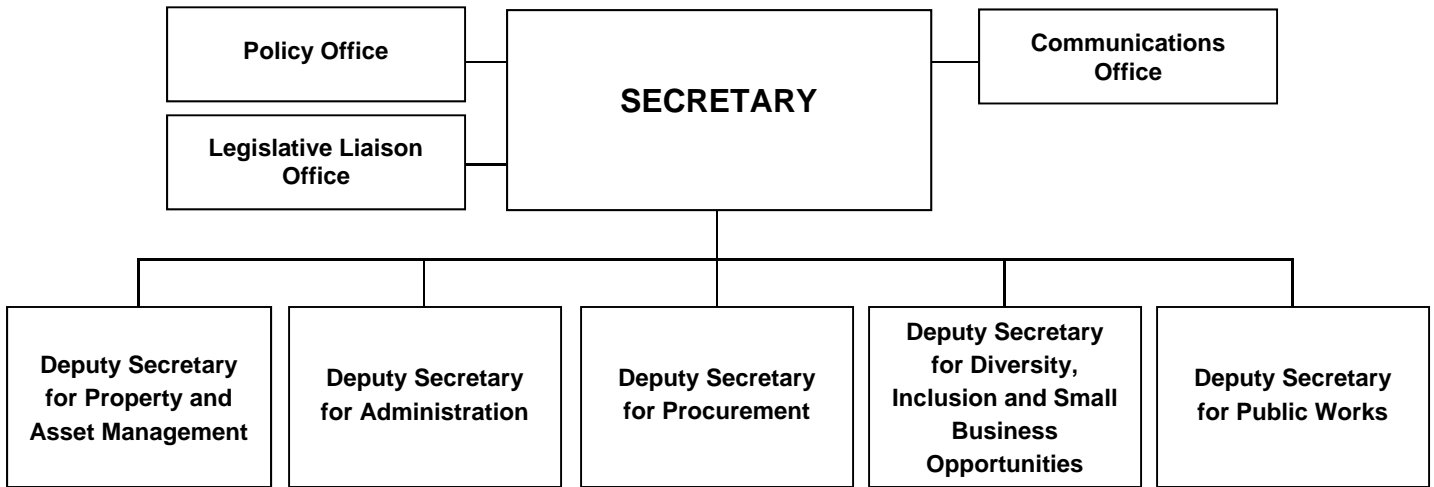 Policy Office
SECRETARY
Communications
Office
Legislative Liaison
Office
Deputy Secretary
for Property and
Asset Management
Deputy Secretary
for Administration
Deputy Secretary
for Procurement
Deputy Secretary
for Diversity,
Inclusion and Small
Business
Opportunities
Deputy Secretary
for Public Works